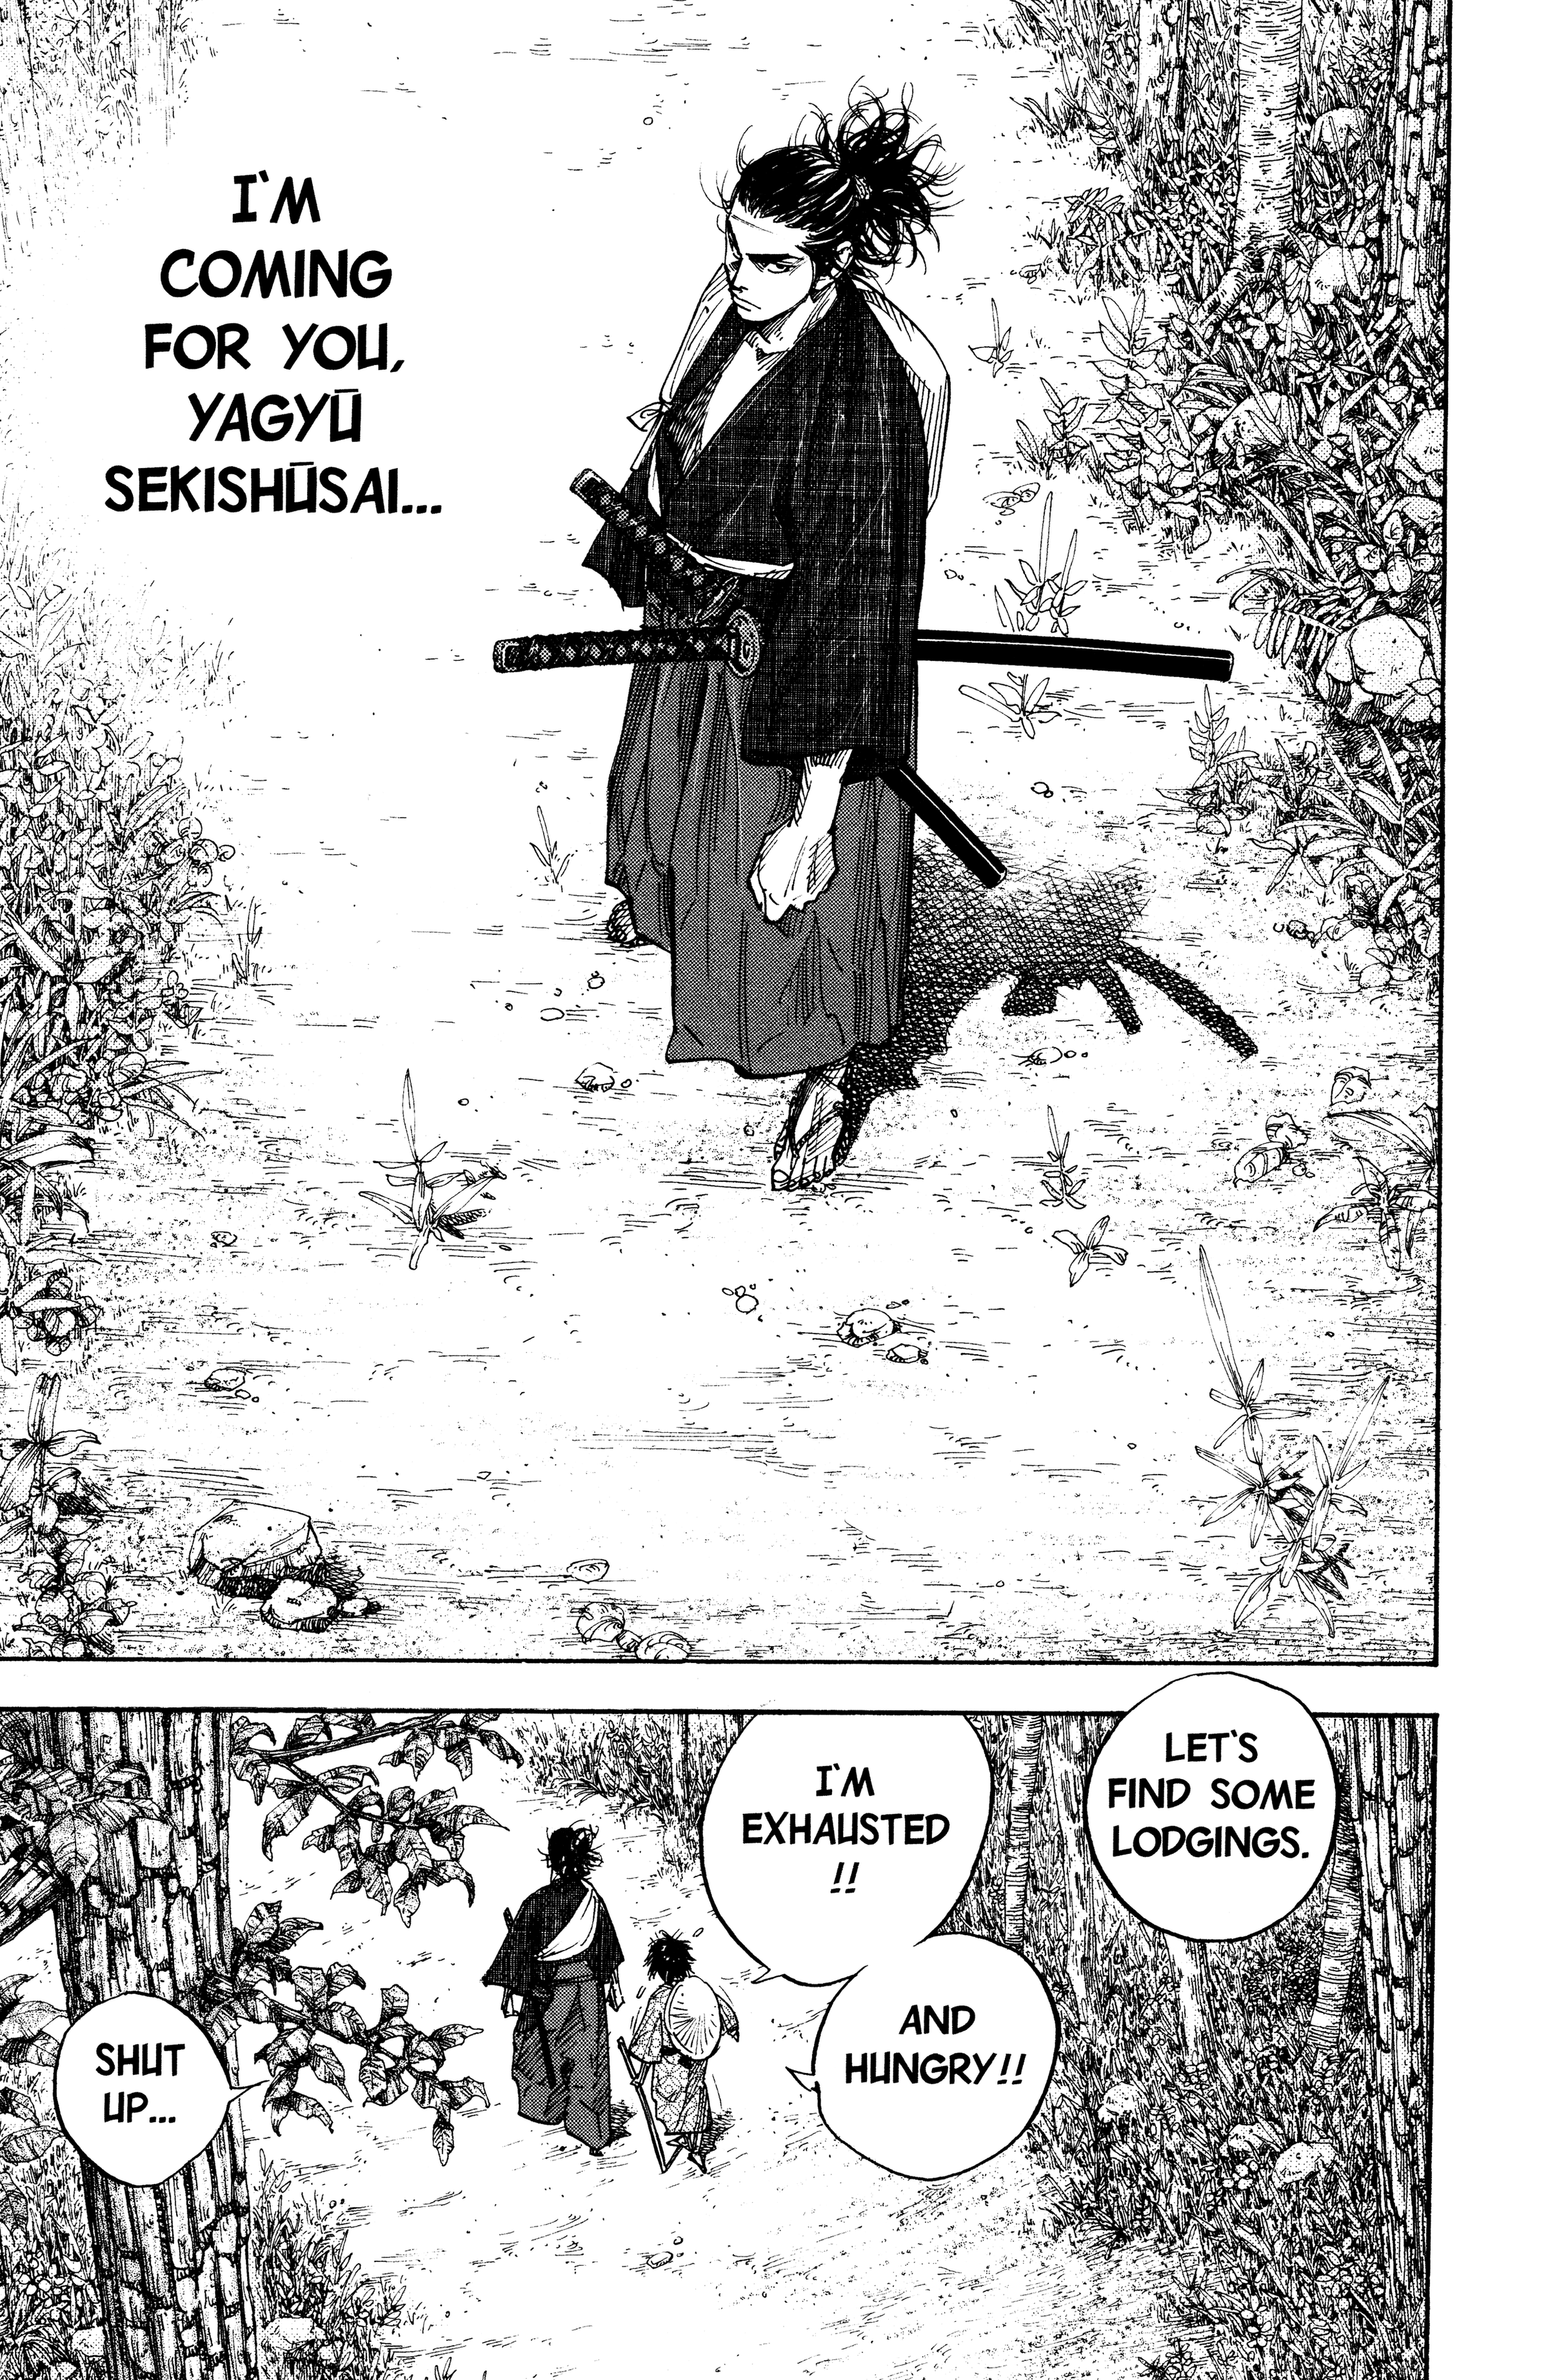 I'M
COMING
FOR YOU,
YAGYŪ
SEKISHŪSAI...
LET'S
FIND SOME
LODGINGS.
I'M
EXHAUSTED
!!
AND
HUNGRY!!
SHUT
UP...